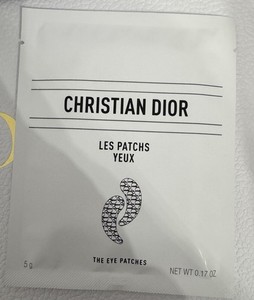 CHRISTIAN DIOR
LES PATCHS
YEUX
THE EYE PATCHES
5 g
NET WT 0.17 OZ.